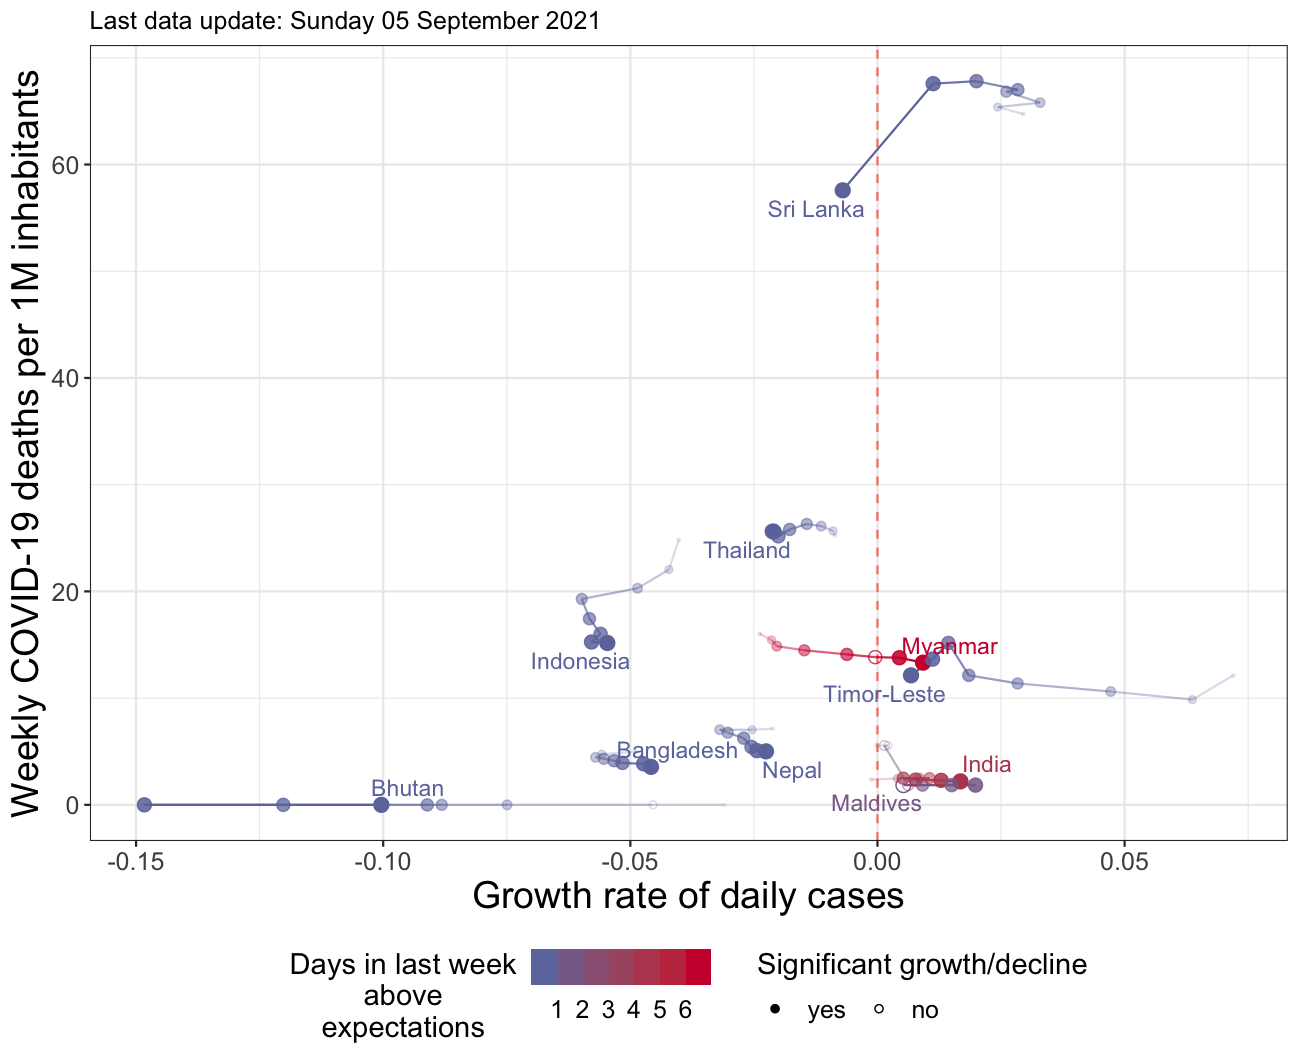 Last data update: Sunday 05 September 2021
Weekly COVID-19 deaths per 1M inhabitants
60
40
20
0
Sri Lanka
Thailand
Indonesia
Myanmar
Timor-Leste
Bangladesh
Nepal
India
Bhutan
Maldives
-0.15 -0.10 -0.05 0.00 0.05
Growth rate of daily cases
Days in last week
above
expectations
1 2 3 4 5 6
Significant growth/decline
yes no